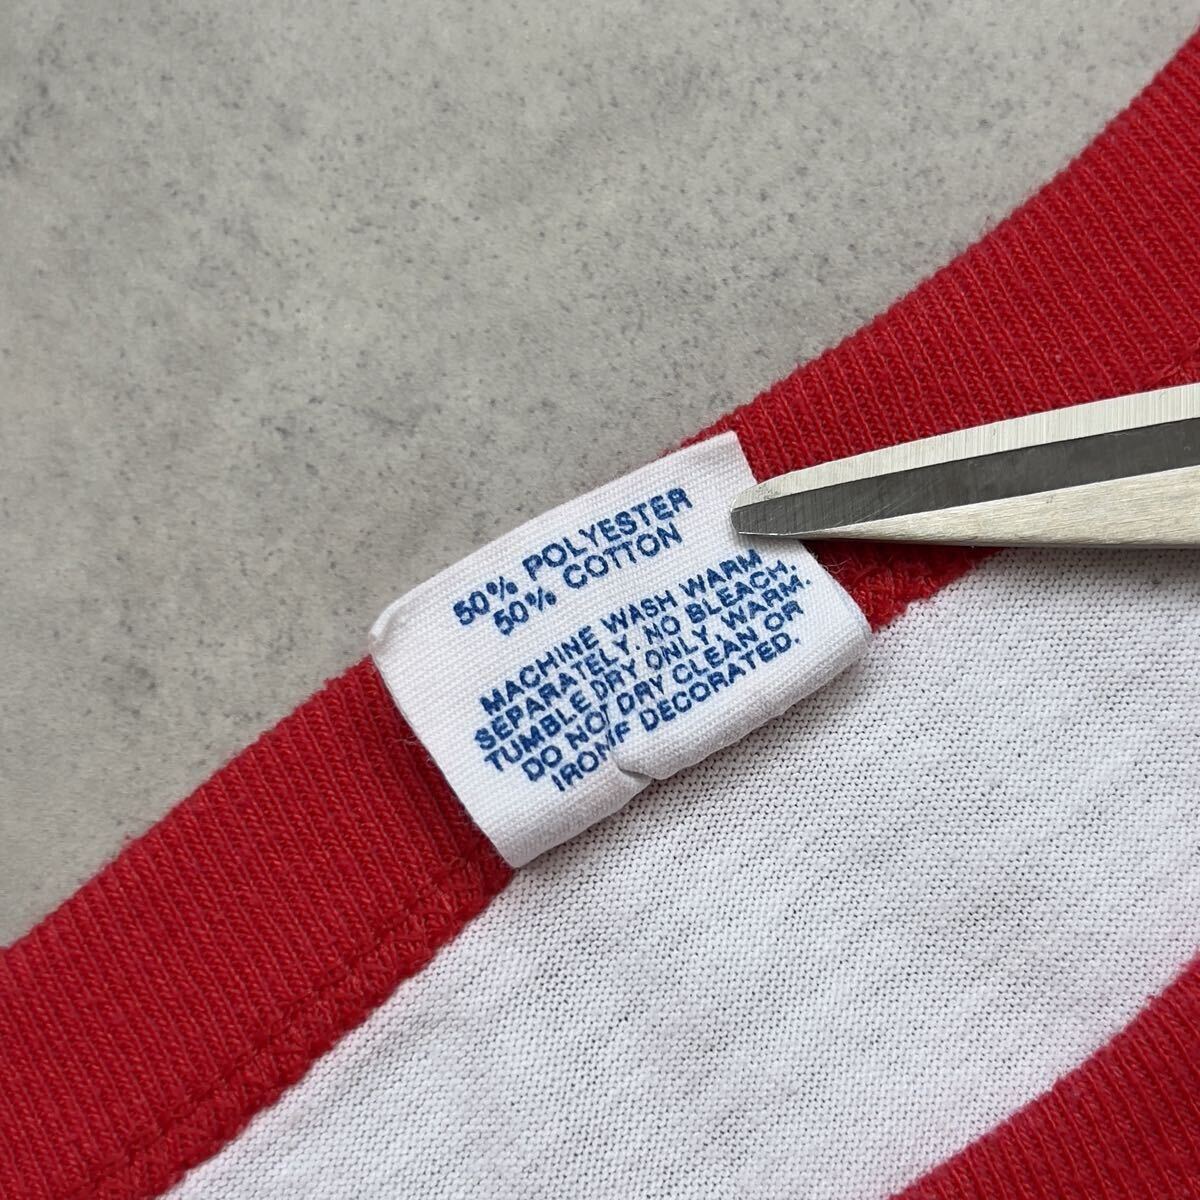 50% POLYESTER
50% COTTON
MACHINE WASH WARM
SEPARATELY. NO BLEACH.
TUMBLE DRY ONLY, WARM.
DO NOT DRY CLEAN OR
IRON IF DECORATED.